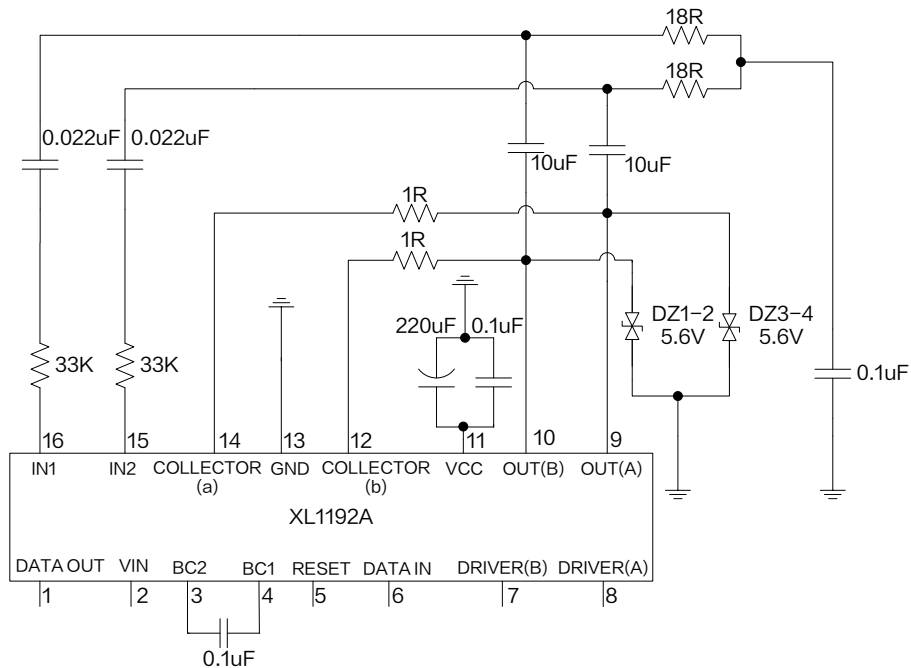 18R
18R
0.022uF 0.022uF
10uF 10uF
1R
1R
220uF 0.1uF
DZ1-2 DZ3-4
5.6V 5.6V
33K 33K
0.1uF
16 15 14 13 12 11 10 9
IN1 IN2 COLLECTOR GND COLLECTOR VCC OUT(B) OUT(A)
(a) (b)
XL1192A
DATA OUT VIN BC2 BC1 RESET DATA IN DRIVER(B) DRIVER(A)
1 2 3 4 5 6 7 8
0.1uF